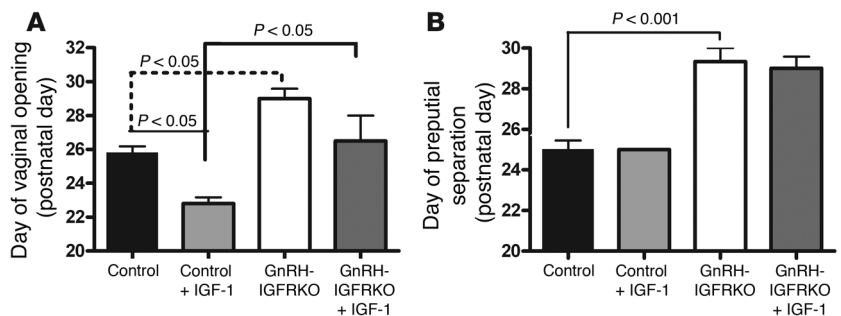 A
Day of vaginal opening
(postnatal day)
32
30
28
26
24
22
20
P < 0.05
P < 0.05
P < 0.05
Control
Control
+ IGF-1
GnRH-
IGFRKO
GnRH-
IGFRKO
+ IGF-1
B
Day of preputial
separation
(postnatal day)
30
28
26
24
22
20
P < 0.001
Control
Control
+ IGF-1
GnRH-
IGFRKO
GnRH-
IGFRKO
+ IGF-1